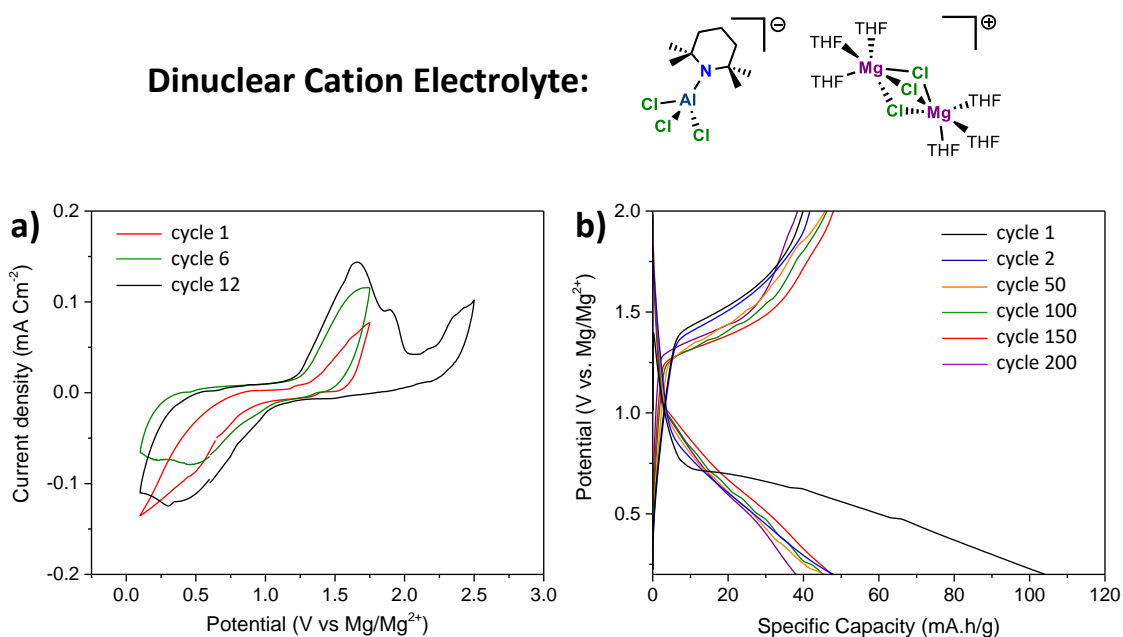 Dinuclear Cation Electrolyte:
⊖
N
Al
Cl
Cl
Cl
⊕
THF
THF
THF
Mg
Cl
Cl
Cl
Mg
THF
THF
THF
a)
cycle 1
cycle 6
cycle 12
Current density (mA Cm-2)
0.2
0.1
0.0
-0.1
-0.2
0.0 0.5 1.0 1.5 2.0 2.5 3.0
Potential (V vs Mg/Mg2+)
b)
cycle 1
cycle 2
cycle 50
cycle 100
cycle 150
cycle 200
Potential (V vs. Mg/Mg2+)
2.0
1.5
1.0
0.5
0 20 40 60 80 100 120
Specific Capacity (mA.h/g)